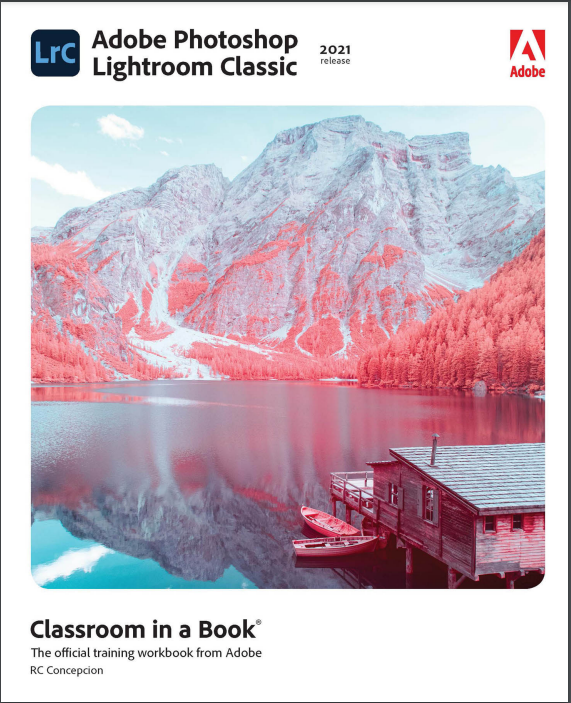 LrC
Adobe Photoshop
Lightroom Classic
2021
release
Adobe
Classroom in a Book®
The official training workbook from Adobe
RC Concepcion